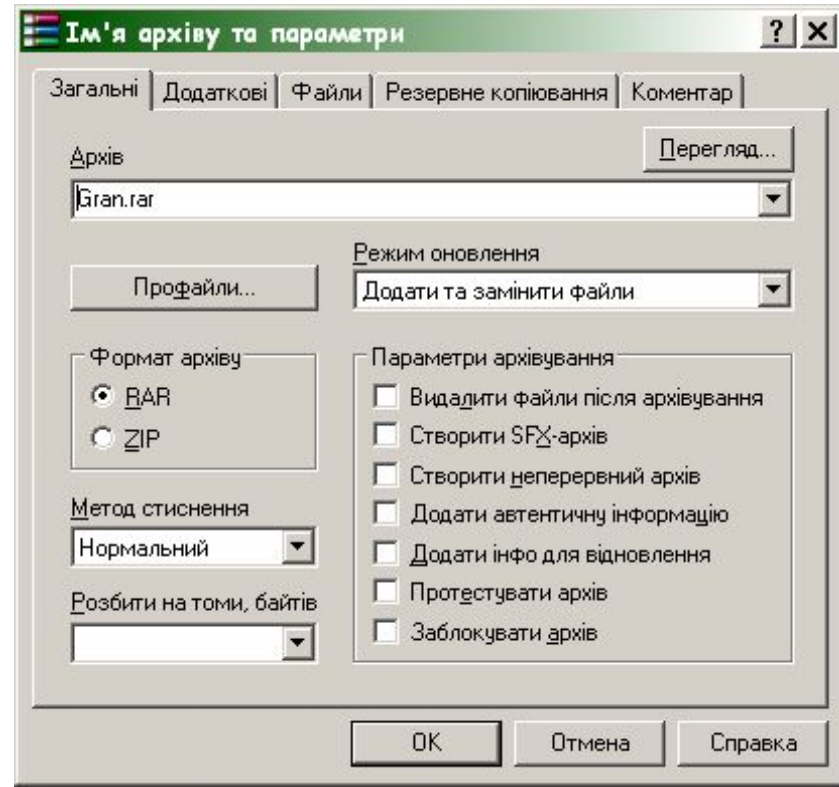 Ім'я архіву та параметри
Загальні Додаткові Файли Резервне копіювання Коментар
Архів
Перегляд...
Gran.rar
Профайли...
Режим оновлення
Додати та замінити файли
Формат архіву
RAR
ZIP
Метод стиснення
Нормальний
Розбити на томи, байтів
Параметри архівування
Видалити файли після архівування
Створити SFX-архів
Створити неперервний архів
Додати автентичну інформацію
Додати інфо для відновлення
Протестувати архів
Заблокувати архів
OK Отмена Справка